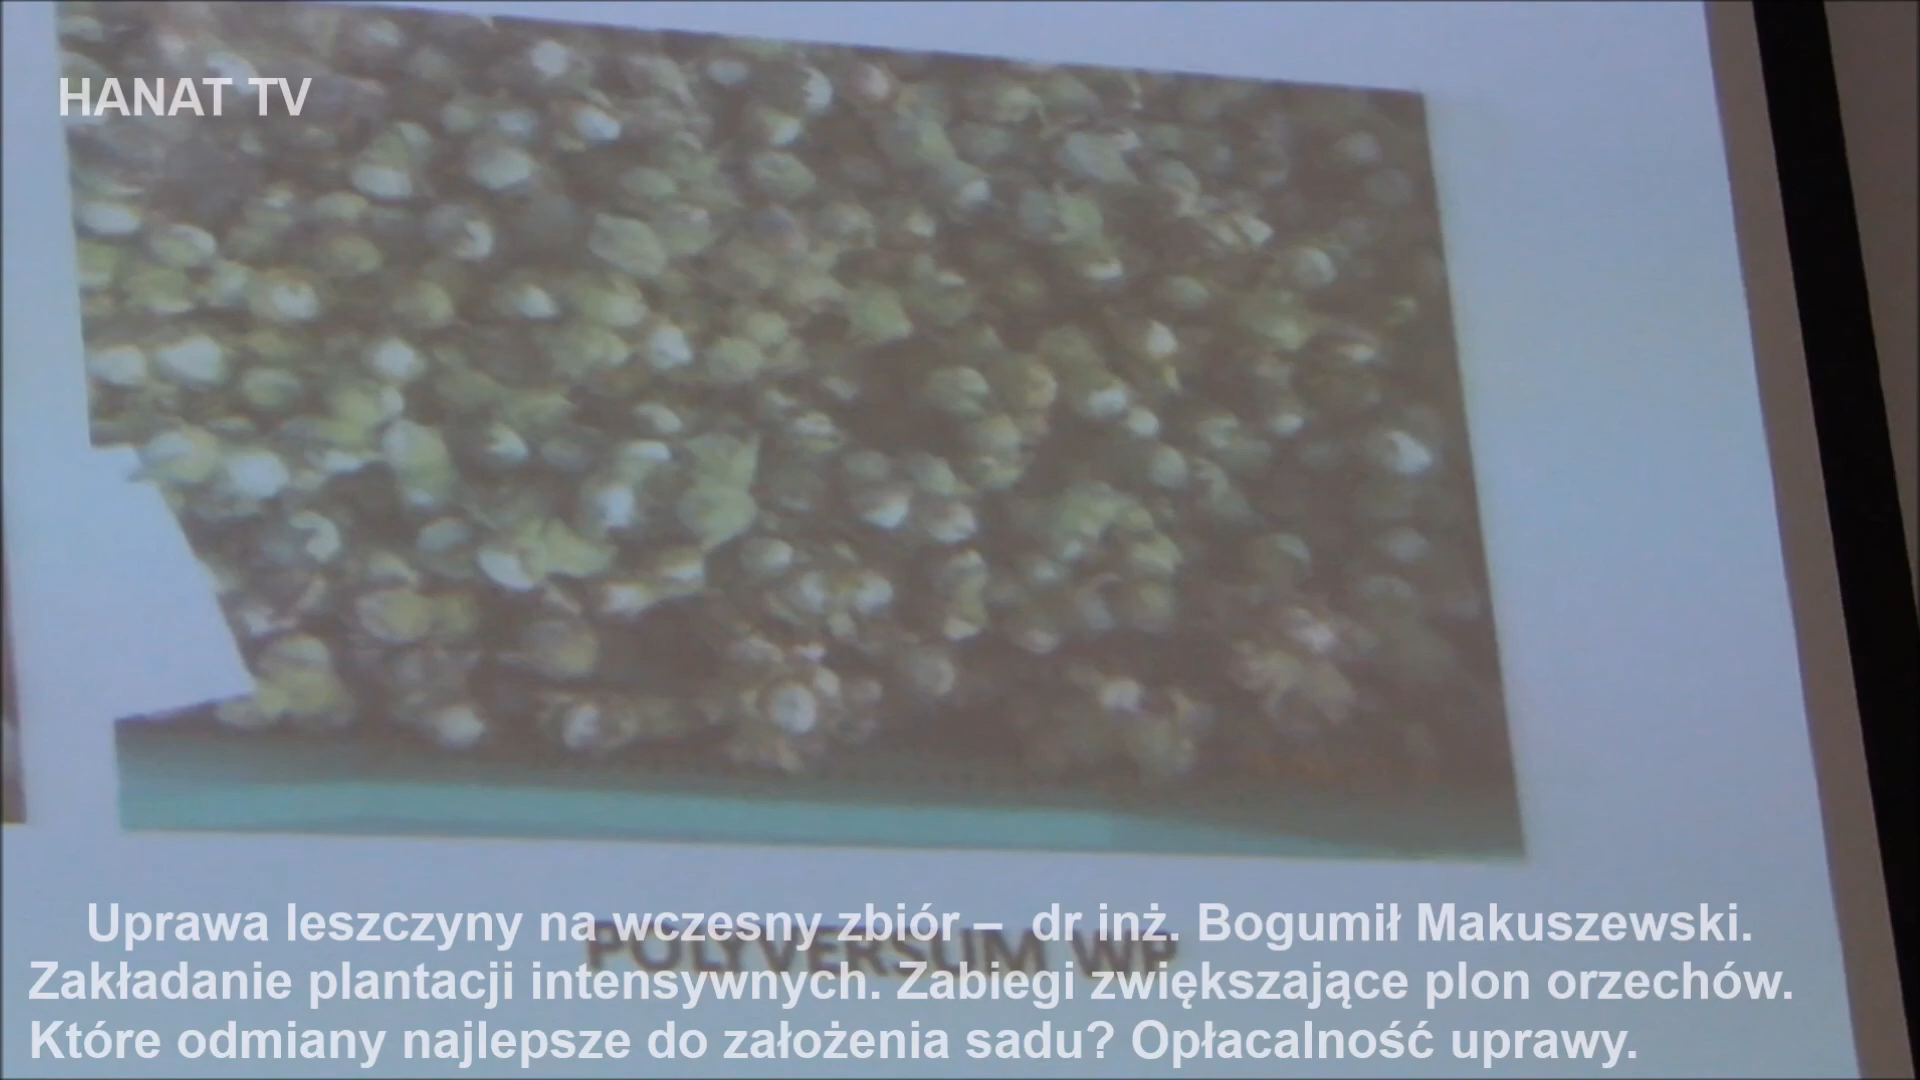 HANAT TV
Uprawa leszczyny na wczesny zbiór – dr inż. Bogumił Makuszewski.
POLYVERSUM WP
Zakładanie plantacji intensywnych. Zabiegi zwiększające plon orzechów.
Które odmiany najlepsze do założenia sadu? Opłacalność uprawy.